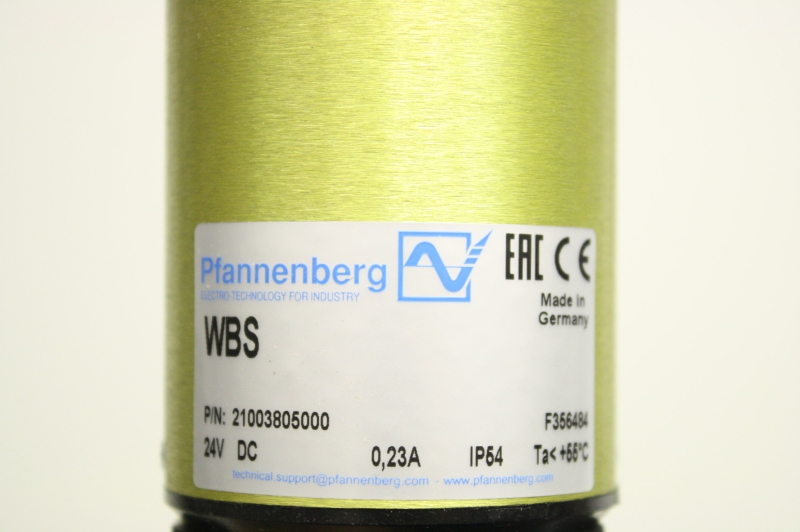 Pfannenberg
ELECTRO-TECHNOLOGY FOR INDUSTRY
EAC CE
Made in
Germany
WBS
P/N: 21003805000 F356484
24V DC 0,23A IP54 Ta< +55°C
technical.support@pfannenberg.com - www.pfannenberg.com